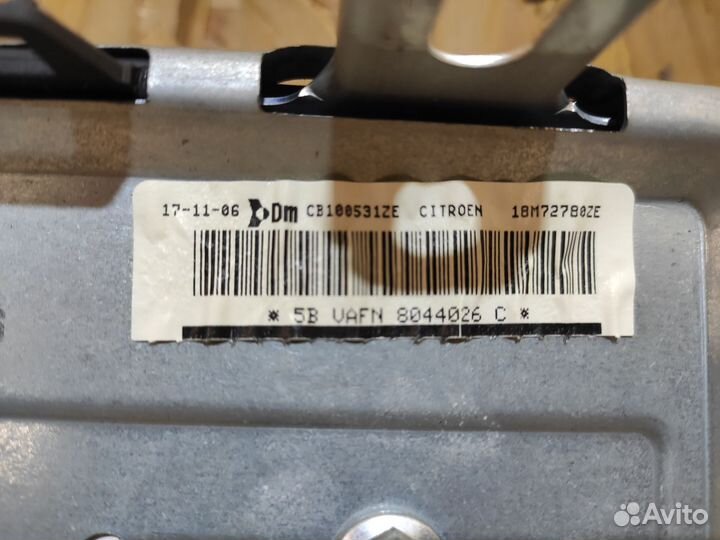 17-11-06 Dm CB100531ZE CITROEN 18M72780ZE
* 5B VAFN 8044026 C *
Avito